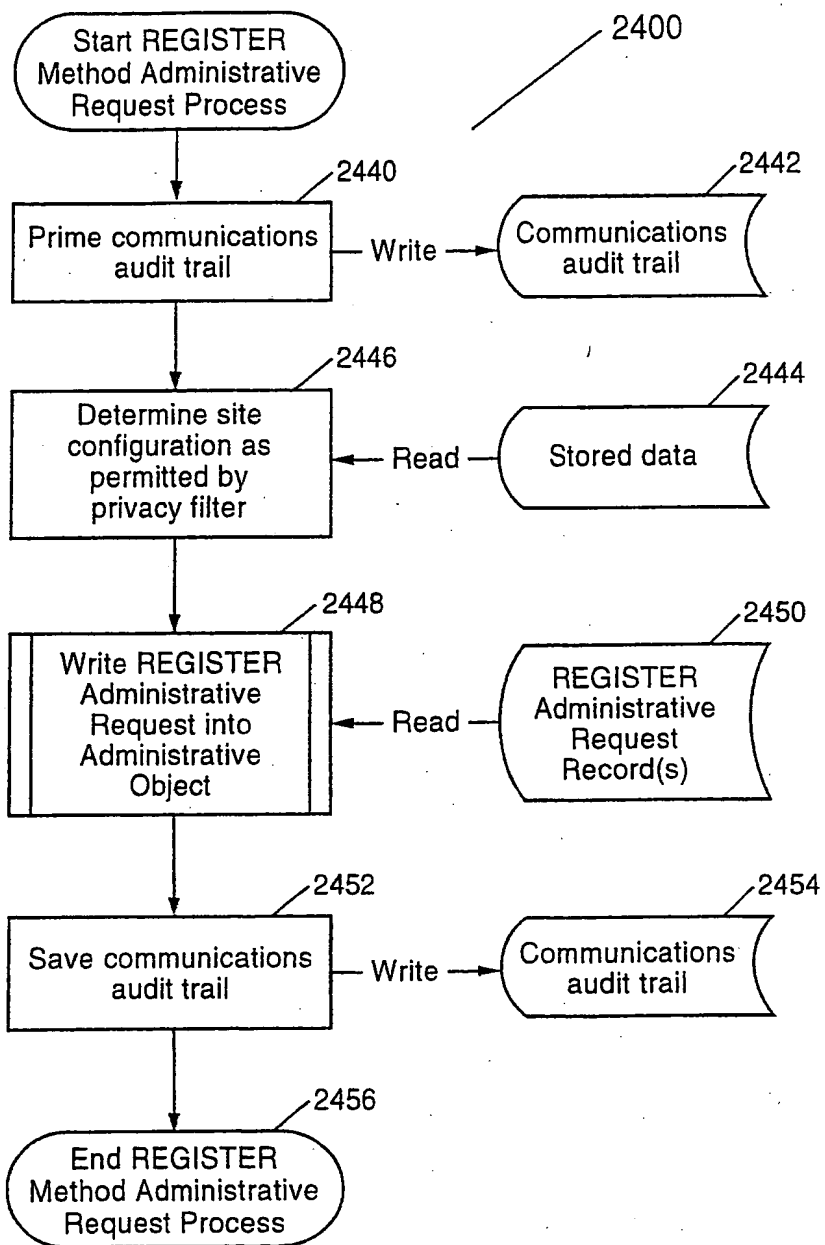 Start REGISTER
Method Administrative
Request Process
2400
2440
Prime communications
audit trail
Write
2442
Communications
audit trail
2446
Determine site
configuration as
permitted by
privacy filter
Read
2444
Stored data
2448
Write REGISTER
Administrative
Request into
Administrative
Object
Read
2450
REGISTER
Administrative
Request
Record(s)
2452
Save communications
audit trail
Write
2454
Communications
audit trail
2456
End REGISTER
Method Administrative
Request Process